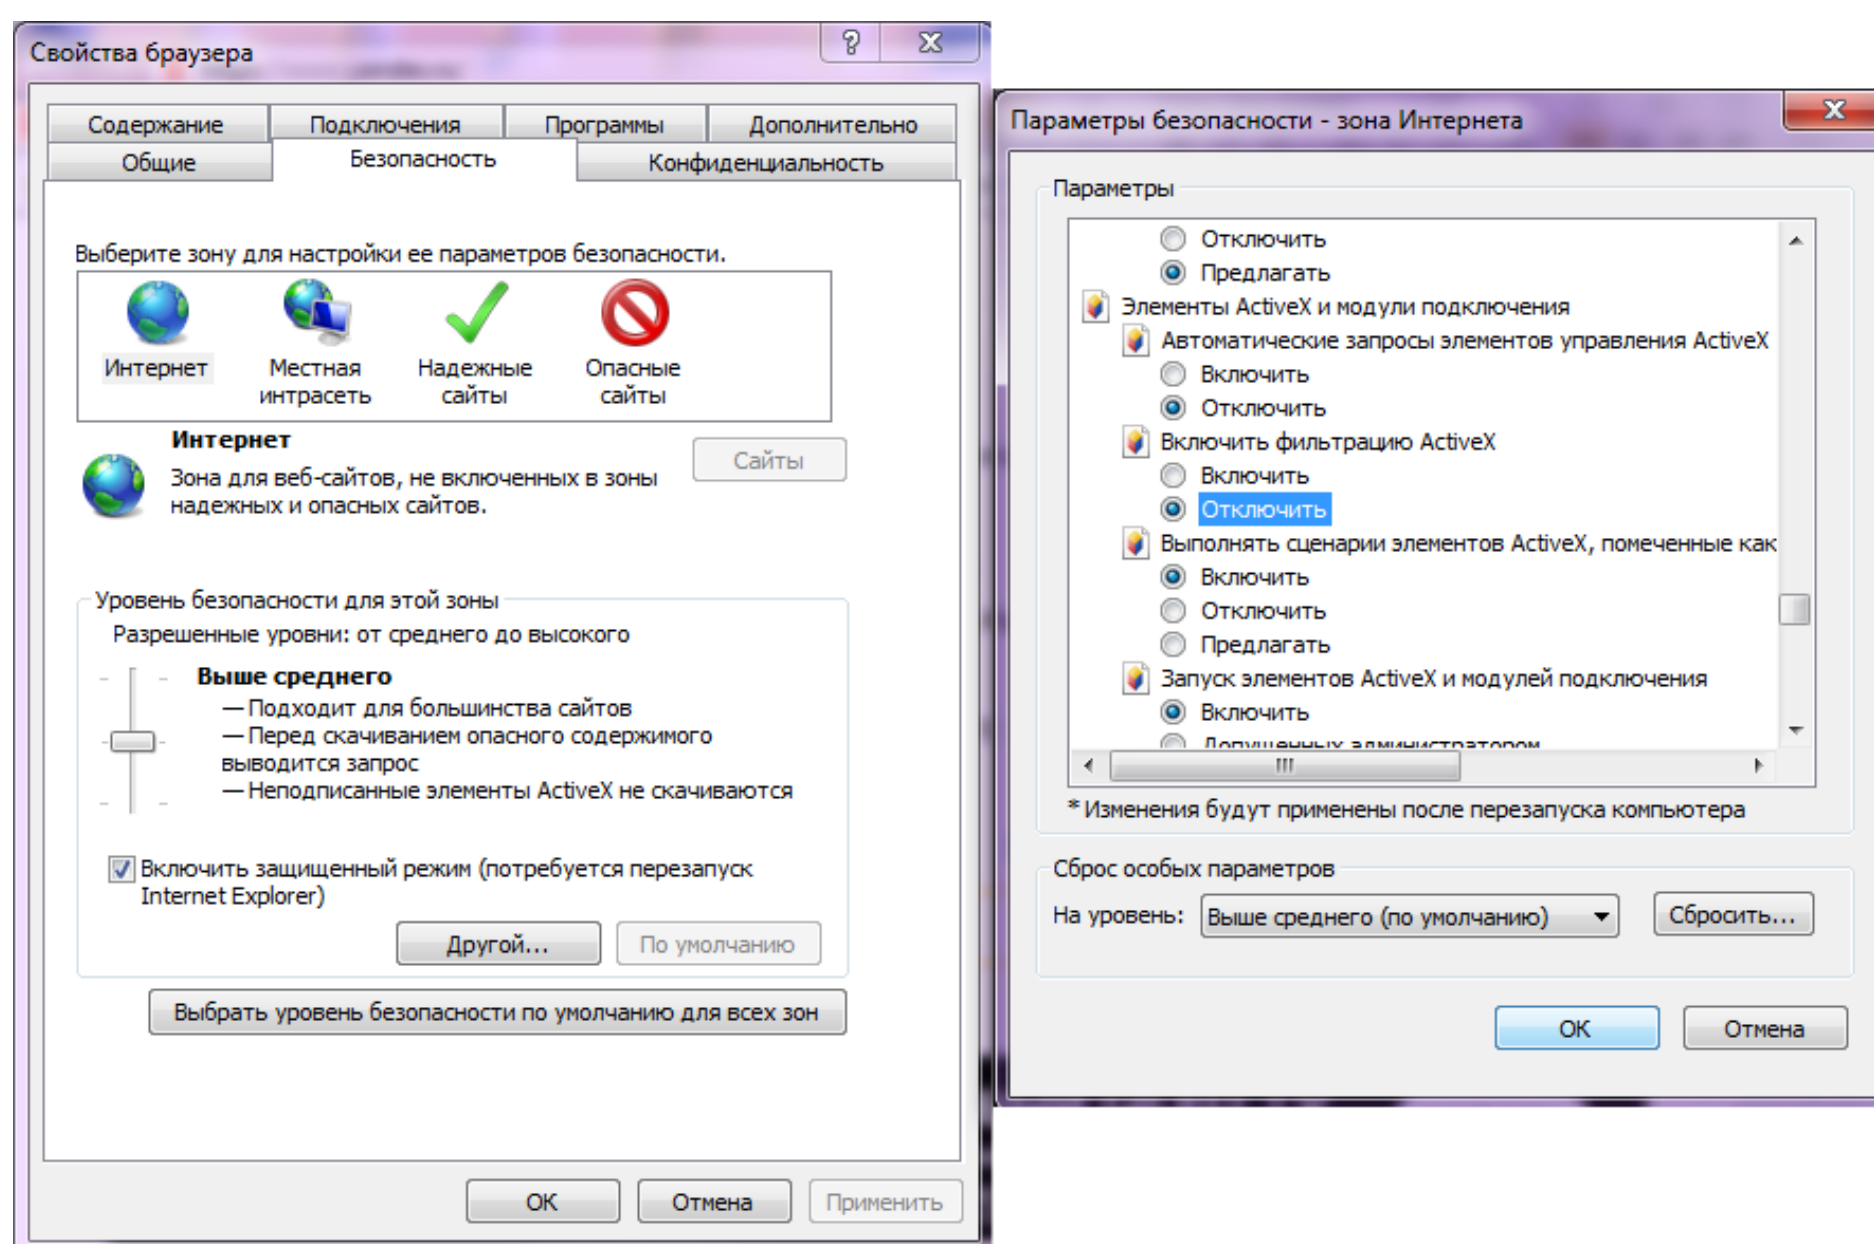 Свойства браузера
Содержание
Подключения
Программы
Дополнительно
Общие
Безопасность
Конфиденциальность
Выберите зону для настройки ее параметров безопасности.
Интернет
Местная
интрасеть
Надежные
сайты
Опасные
сайты
Интернет
Сайты
Зона для веб-сайтов, не включенных в зоны
надежных и опасных сайтов.
Уровень безопасности для этой зоны
Разрешенные уровни: от среднего до высокого
Выше среднего
— Подходит для большинства сайтов
— Перед скачиванием опасного содержимого
выводится запрос
— Неподписанные элементы ActiveX не скачиваются
Включить защищенный режим (потребуется перезапуск
Internet Explorer)
Другой...
По умолчанию
Выбрать уровень безопасности по умолчанию для всех зон
ОК
Отмена
Применить
Параметры безопасности - зона Интернета
Параметры
Отключить
Предлагать
Элементы ActiveX и модули подключения
Автоматические запросы элементов управления ActiveX
Включить
Отключить
Включить фильтрацию ActiveX
Включить
Отключить
Выполнять сценарии элементов ActiveX, помеченные как
Включить
Отключить
Предлагать
Запуск элементов ActiveX и модулей подключения
Включить
Допущенных администратором
* Изменения будут применены после перезапуска компьютера
Сброс особых параметров
На уровень:
Выше среднего (по умолчанию)
Сбросить...
ОК
Отмена